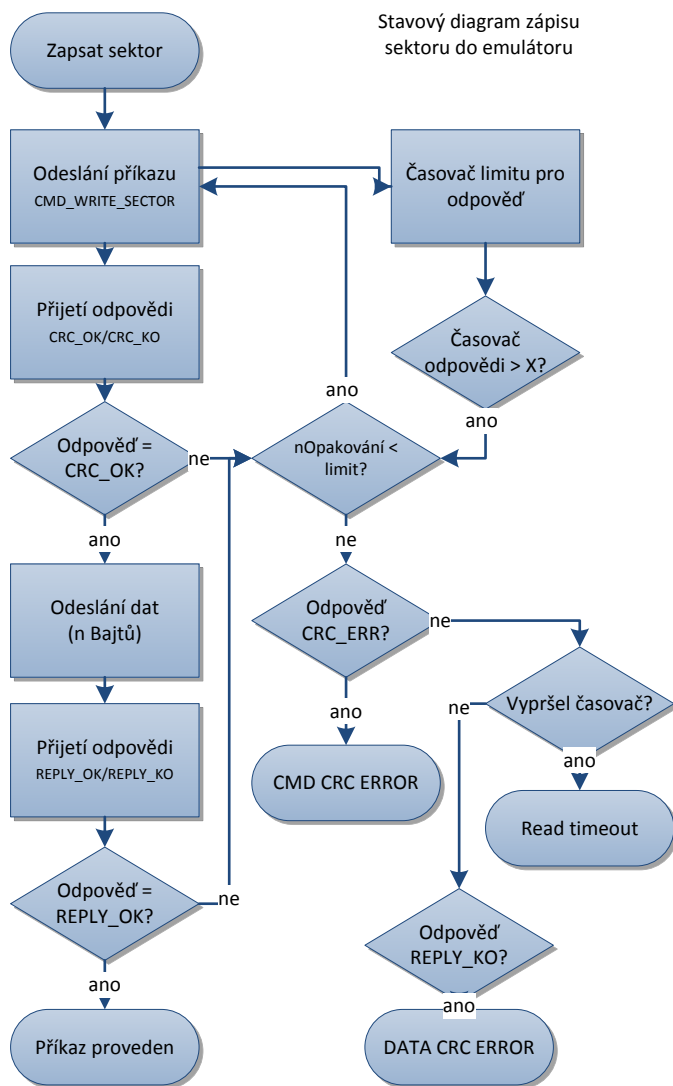 Stavový diagram zápisu
sektoru do emulátoru
Zapsat sektor
Odeslání příkazu
CMD_WRITE_SECTOR
Časovač limitu pro
odpověď
Přijetí odpovědi
CRC_OK/CRC_KO
Časovač
odpovědi > X?
ano
ano
Odpověď =
CRC_OK?
ne
nOpakování <
limit?
ano
ne
Odeslání dat
(n Bajtů)
Odpověď
CRC_ERR?
ne
ano
Vypršel časovač?
ne
ano
Přijetí odpovědi
REPLY_OK/REPLY_KO
CMD CRC ERROR
Read timeout
Odpověď =
REPLY_OK?
ne
ano
Odpověď
REPLY_KO?
ano
Příkaz proveden
DATA CRC ERROR